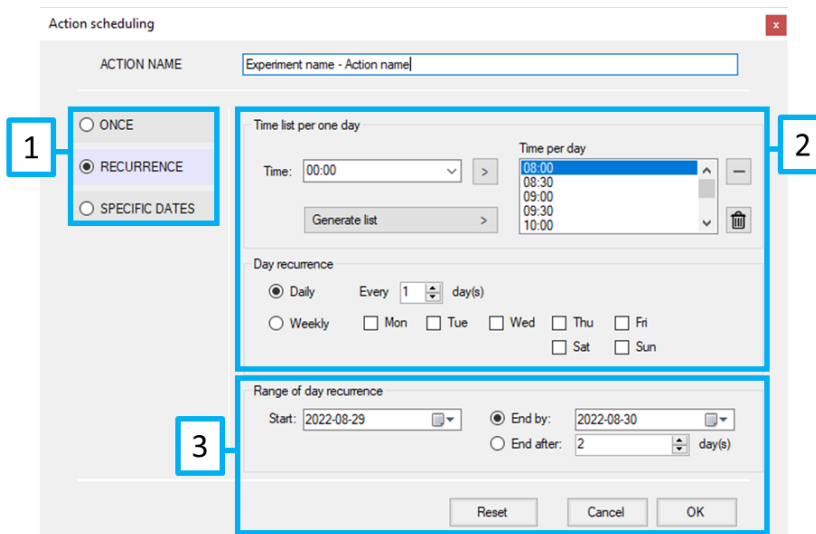 Action scheduling
x
ACTION NAME
Experiment name - Action name
1
ONCE
RECURRENCE
SPECIFIC DATES
2
Time list per one day
Time per day
Time:
00:00
>
08:00
08:30
09:00
09:30
10:00
Generate list >
Day recurrence
Daily Every 1 day(s)
Weekly Mon Tue Wed Thu Fri
Sat Sun
3
Range of day recurrence
Start: 2022-08-29 End by: 2022-08-30
End after: 2 day(s)
Reset Cancel OK